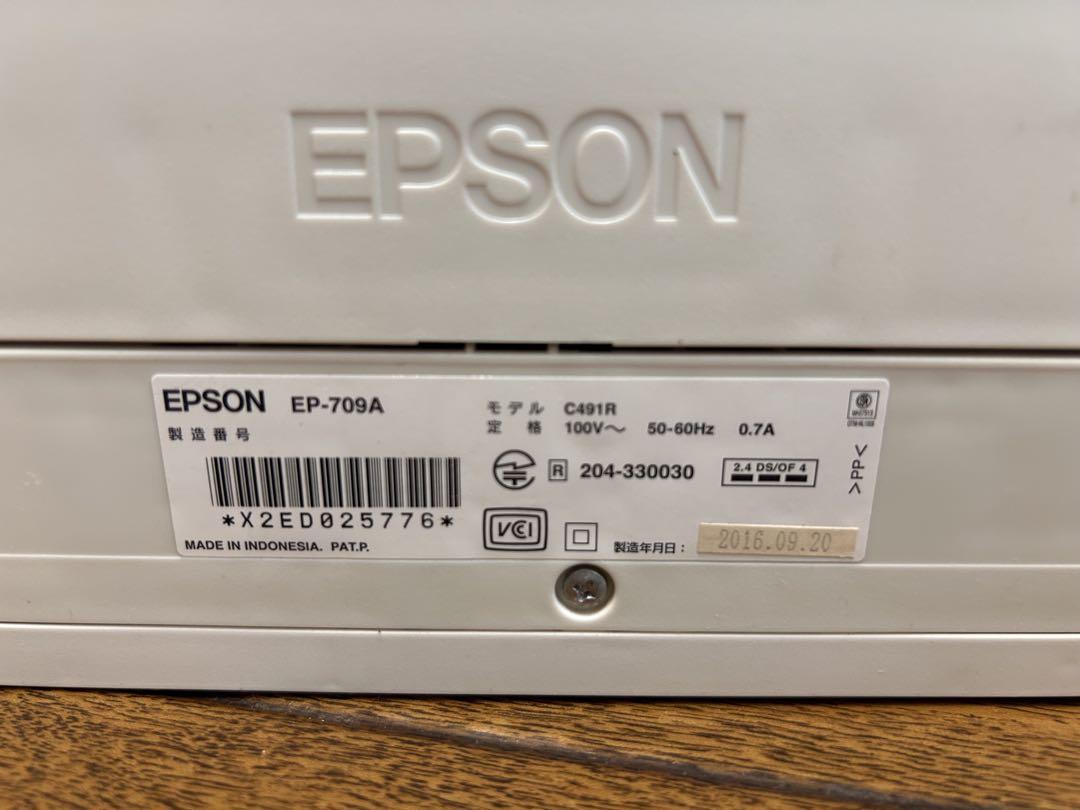 EPSON
EPSON EP-709A
製造番号
*X2ED025776*
MADE IN INDONESIA. PAT.P.
モデル C491R
定格 100V～ 50-60Hz 0.7A
R 204-330030
2.4 DS/OF 4
VCCI
製造年月日：
2016.09.20
>PP<